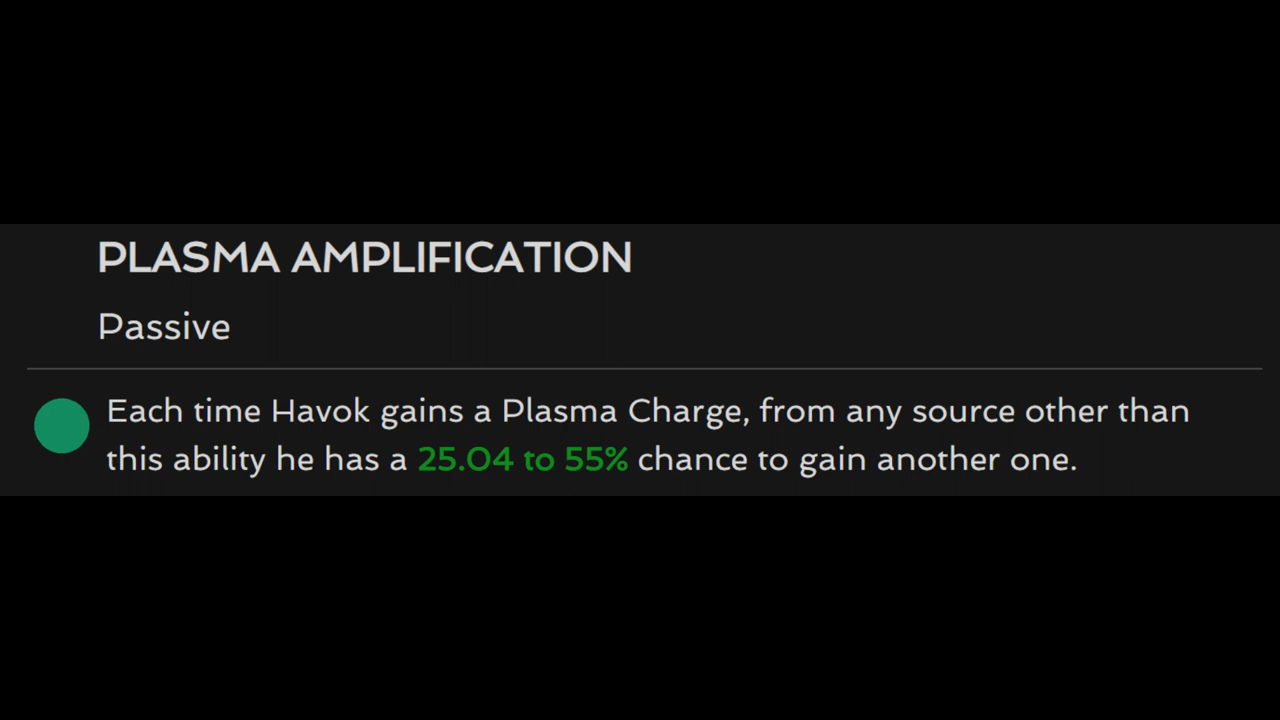 PLASMA AMPLIFICATION
Passive
Each time Havok gains a Plasma Charge, from any source other than
this ability he has a 25.04 to 55% chance to gain another one.